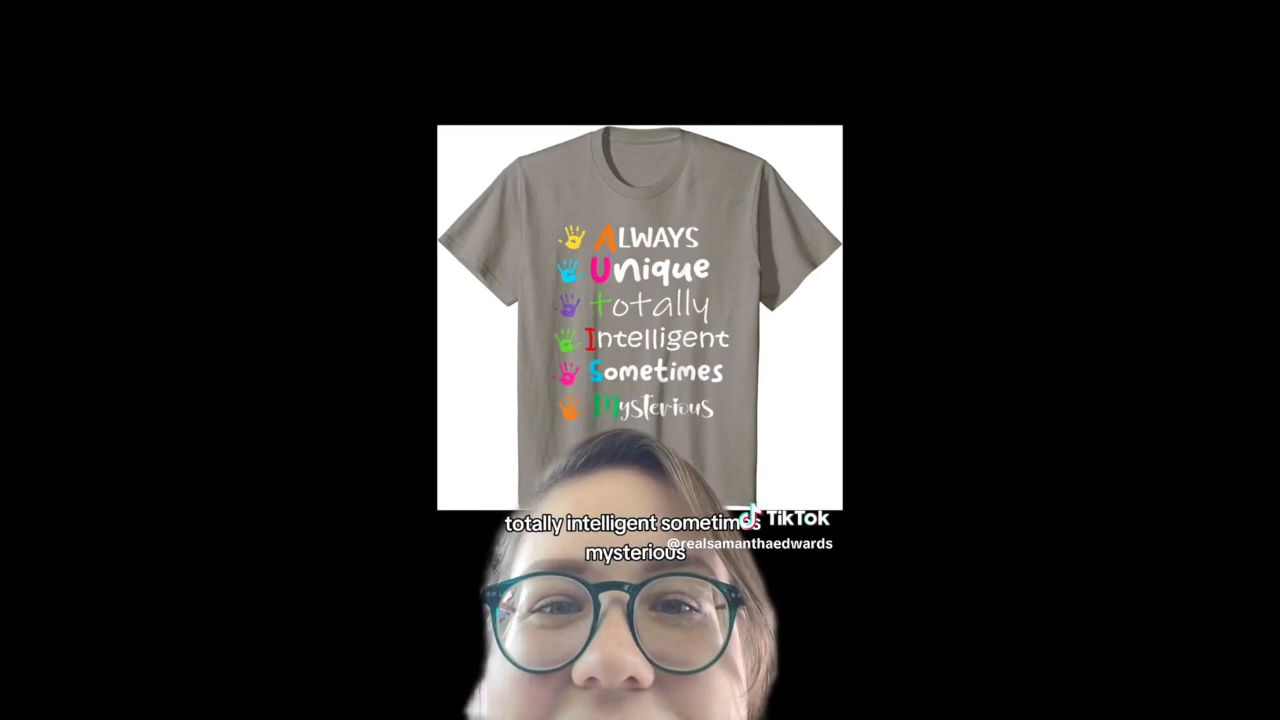 ALWAYS
Unique
totally
Intelligent
Sometimes
Mysterious
totally intelligent sometimes
mysterious
TikTok
@realsamanthaedwards